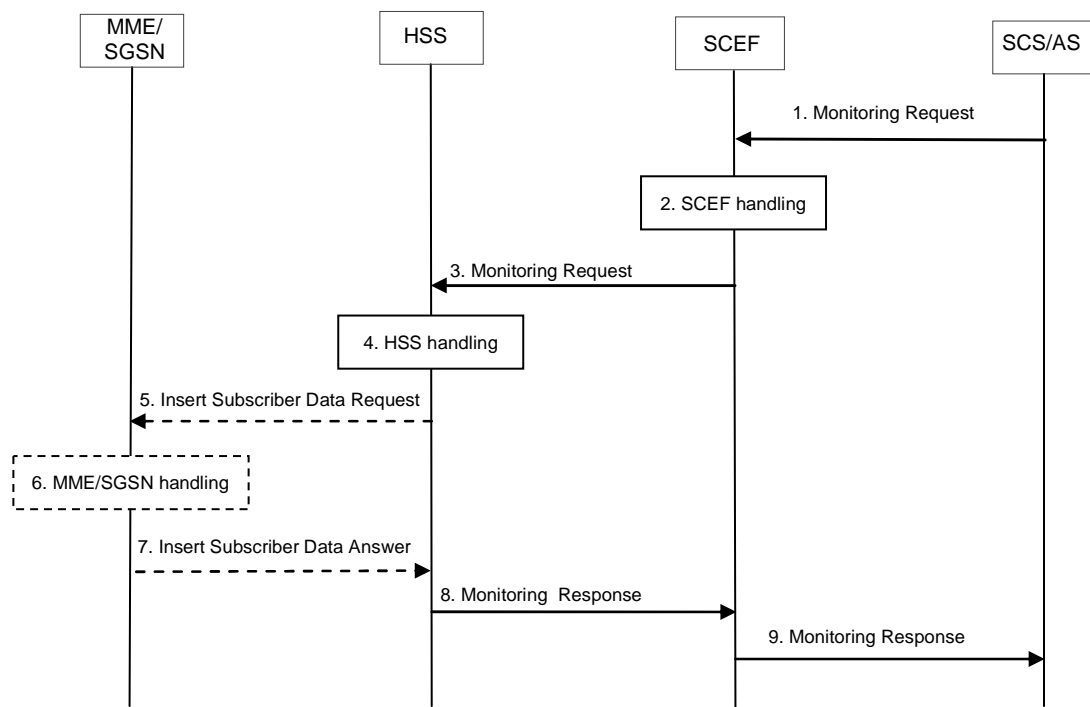 MME/
SGSN
HSS
SCEF
SCS/AS
1. Monitoring Request
2. SCEF handling
3. Monitoring Request
4. HSS handling
5. Insert Subscriber Data Request
6. MME/SGSN handling
7. Insert Subscriber Data Answer
8. Monitoring Response
9. Monitoring Response